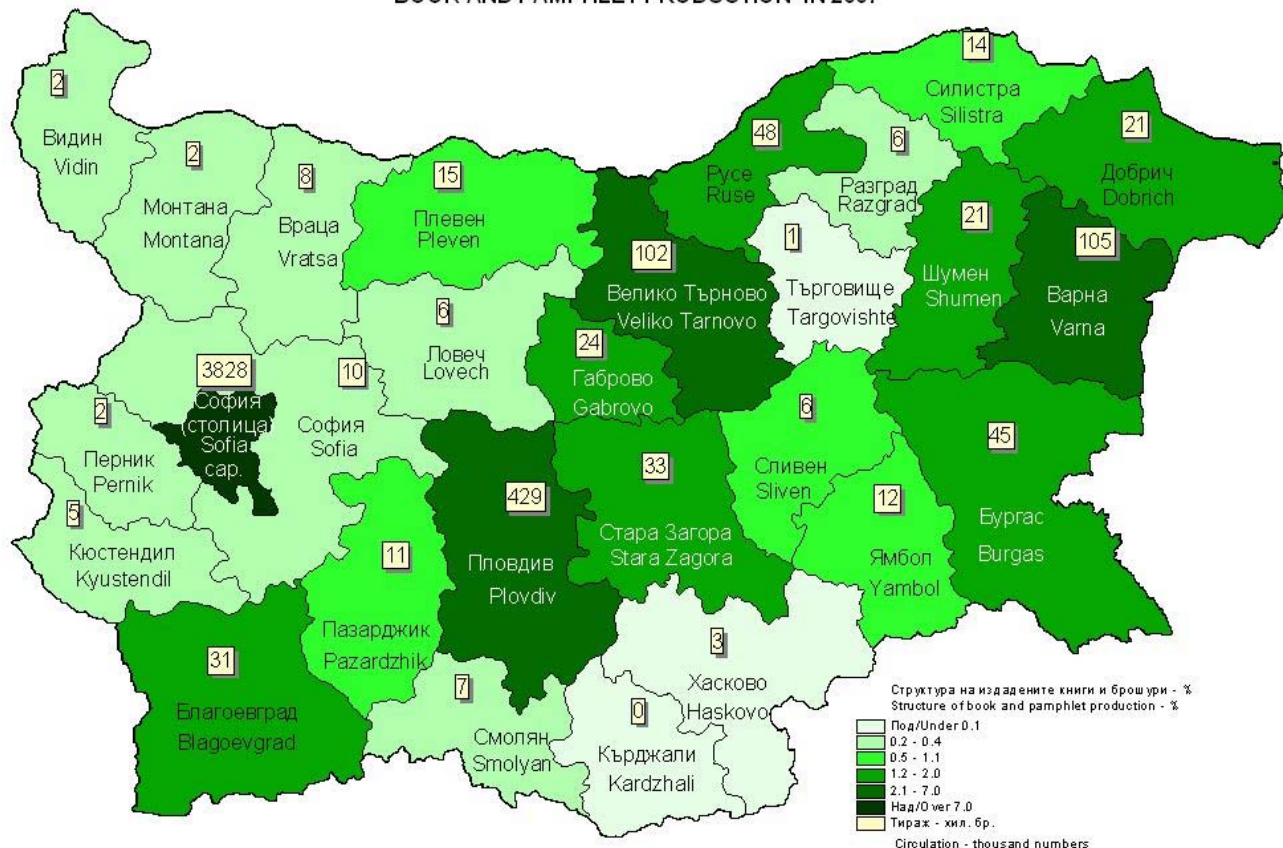 14
2
Силистра
Silistra
21
48
Видин
Vidin
2
6
Добрич
Dobrich
8
15
Русе
Ruse
Разград
Razgrad
Монтана
Montana
Враца
Vratsa
Плевен
Pleven
21
1
105
102
Велико Търново
Veliko Tarnovo
Търговище
Targovishte
Шумен
Shumen
Варна
Varna
6
Ловеч
Lovech
24
Габрово
Gabrovo
3828
София
(столица)
Sofia
cap.
10
София
Sofia
2
Перник
Pernik
6
Сливен
Sliven
45
Бургас
Burgas
33
Стара Загора
Stara Zagora
12
Ямбол
Yambol
429
Пловдив
Plovdiv
5
Кюстендил
Kyustendil
11
Пазарджик
Pazardzhik
31
Благоевград
Blagoevgrad
3
Хасково
Haskovo
7
Смолян
Smolyan
0
Кърджали
Kardzhali
Структура на издадените книги и брошури - %
Structure of book and pamphlet production - %
Под/Under 0.1
0.2 - 0.4
0.5 - 1.1
1.2 - 2.0
2.1 - 7.0
Над/Over 7.0
Тираж - хил. бр.
Circulation - thousand numbers